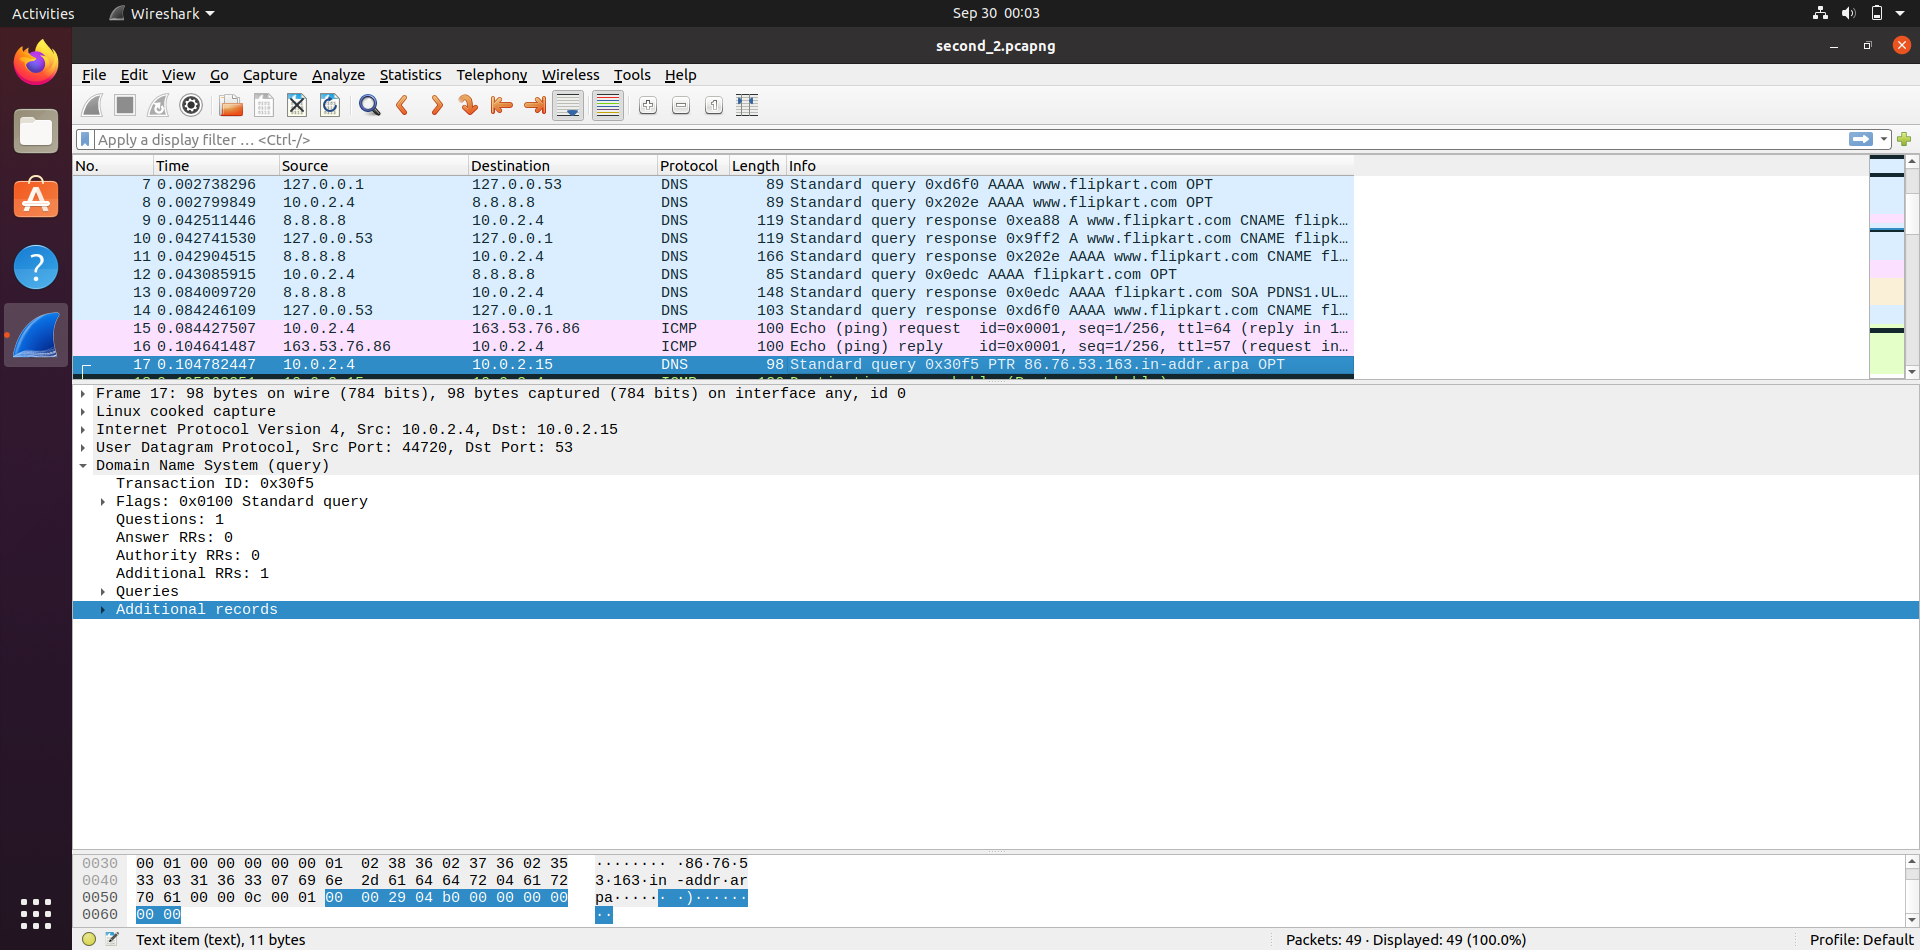 Activities Wireshark Sep 30 00:03
second_2.pcapng
File Edit View Go Capture Analyze Statistics Telephony Wireless Tools Help
Apply a display filter … <Ctrl-/>
No. Time Source Destination Protocol Length Info
7 0.002738296 127.0.0.1 127.0.0.53 DNS 89 Standard query 0xd6f0 AAAA www.flipkart.com OPT
8 0.002799849 10.0.2.4 8.8.8.8 DNS 89 Standard query 0x202e AAAA www.flipkart.com OPT
9 0.042511446 8.8.8.8 10.0.2.4 DNS 119 Standard query response 0xea88 A www.flipkart.com CNAME flipk…
10 0.042741530 127.0.0.53 127.0.0.1 DNS 119 Standard query response 0x9ff2 A www.flipkart.com CNAME flipk…
11 0.042904515 8.8.8.8 10.0.2.4 DNS 166 Standard query response 0x202e AAAA www.flipkart.com CNAME fl…
12 0.043085915 10.0.2.4 8.8.8.8 DNS 85 Standard query 0x0edc AAAA flipkart.com OPT
13 0.084009720 8.8.8.8 10.0.2.4 DNS 148 Standard query response 0x0edc AAAA flipkart.com SOA PDNS1.UL…
14 0.084246109 127.0.0.53 127.0.0.1 DNS 103 Standard query response 0xd6f0 AAAA www.flipkart.com CNAME fl…
15 0.084427507 10.0.2.4 163.53.76.86 ICMP 100 Echo (ping) request id=0x0001, seq=1/256, ttl=64 (reply in 1…
16 0.104641487 163.53.76.86 10.0.2.4 ICMP 100 Echo (ping) reply id=0x0001, seq=1/256, ttl=57 (request in…
17 0.104782447 10.0.2.4 10.0.2.15 DNS 98 Standard query 0x30f5 PTR 86.76.53.163.in-addr.arpa OPT
Frame 17: 98 bytes on wire (784 bits), 98 bytes captured (784 bits) on interface any, id 0
Linux cooked capture
Internet Protocol Version 4, Src: 10.0.2.4, Dst: 10.0.2.15
User Datagram Protocol, Src Port: 44720, Dst Port: 53
Domain Name System (query)
Transaction ID: 0x30f5
Flags: 0x0100 Standard query
Questions: 1
Answer RRs: 0
Authority RRs: 0
Additional RRs: 1
Queries
Additional records
0030 00 01 00 00 00 00 00 01 02 38 36 02 37 36 02 35 ········ ·86·76·5
0040 33 03 31 36 33 07 69 6e 2d 61 64 64 72 04 61 72 3·163·in -addr·ar
0050 70 61 00 00 0c 00 01 00 00 29 04 b0 00 00 00 00 pa······ ·)······
0060 00 00 ··
Text item (text), 11 bytes Packets: 49 · Displayed: 49 (100.0%) Profile: Default